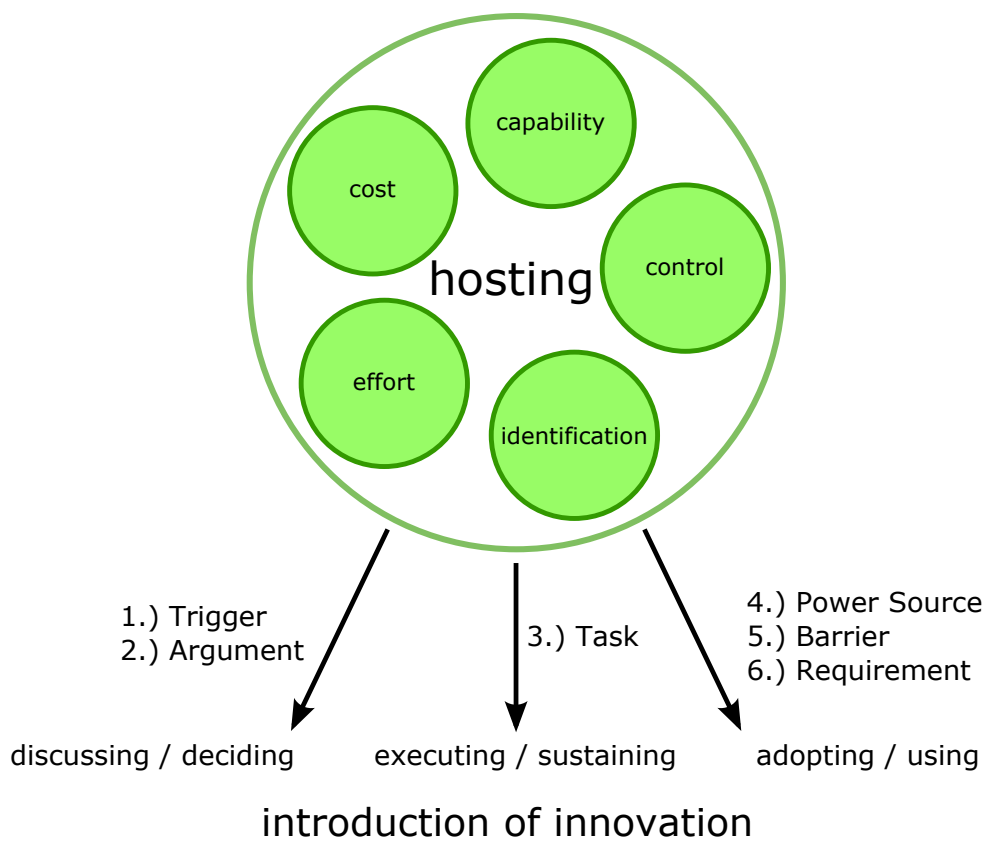 capability
cost
control
hosting
effort
identification
1.) Trigger
2.) Argument
3.) Task
4.) Power Source
5.) Barrier
6.) Requirement
discussing / deciding
executing / sustaining
adopting / using
introduction of innovation